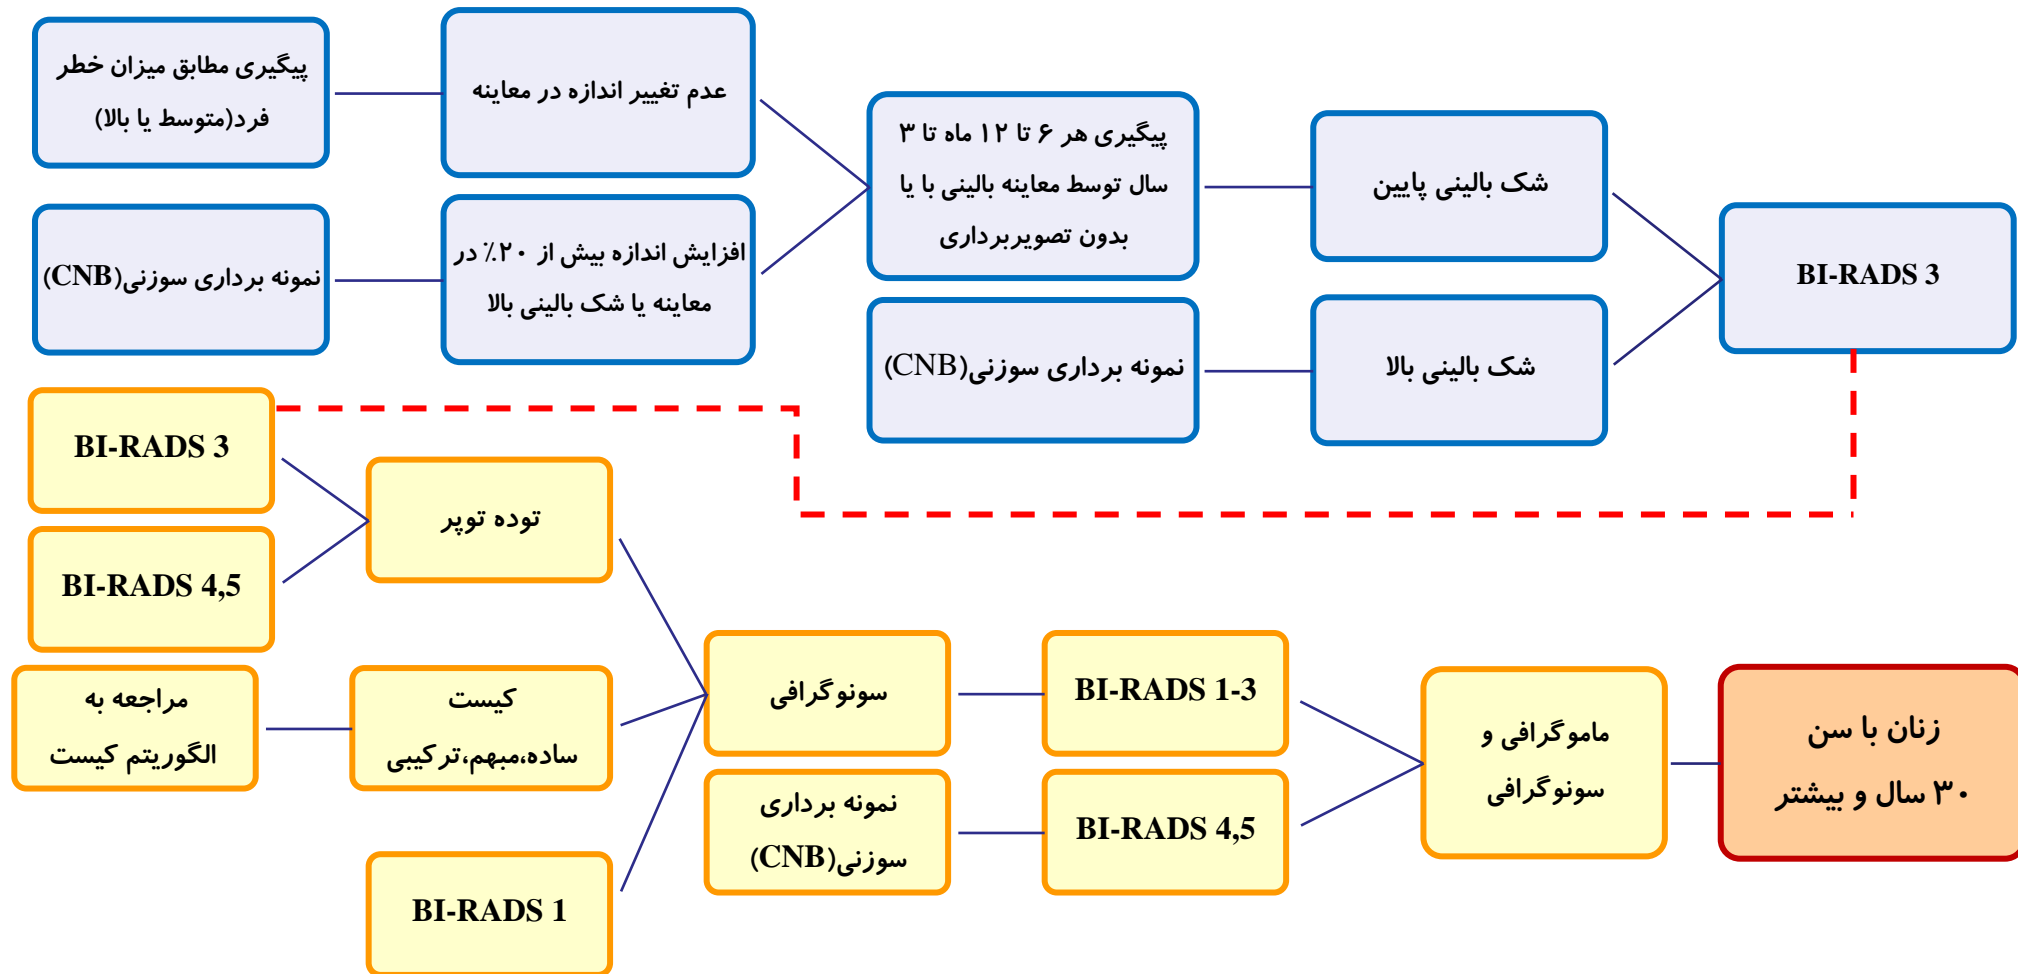 BI-RADS 3
شک بالینی پایین
پیگیری هر ۶ تا ۱۲ ماه تا ۳
سال توسط معاینه بالینی با یا
بدون تصویربرداری
عدم تغییر اندازه در معاینه
پیگیری مطابق میزان خطر
فرد(متوسط یا بالا)
افزایش اندازه بیش از ۲۰٪ در
معاینه یا شک بالینی بالا
نمونه برداری سوزنی(CNB)
شک بالینی بالا
نمونه برداری سوزنی(CNB)
زنان با سن
۳۰ سال و بیشتر
ماموگرافی و
سونوگرافی
BI-RADS 1-3
سونوگرافی
توده توپر
BI-RADS 3
BI-RADS 4,5
کیست
ساده،مبهم،ترکیبی
مراجعه به
الگوریتم کیست
BI-RADS 1
BI-RADS 4,5
نمونه برداری
سوزنی(CNB)